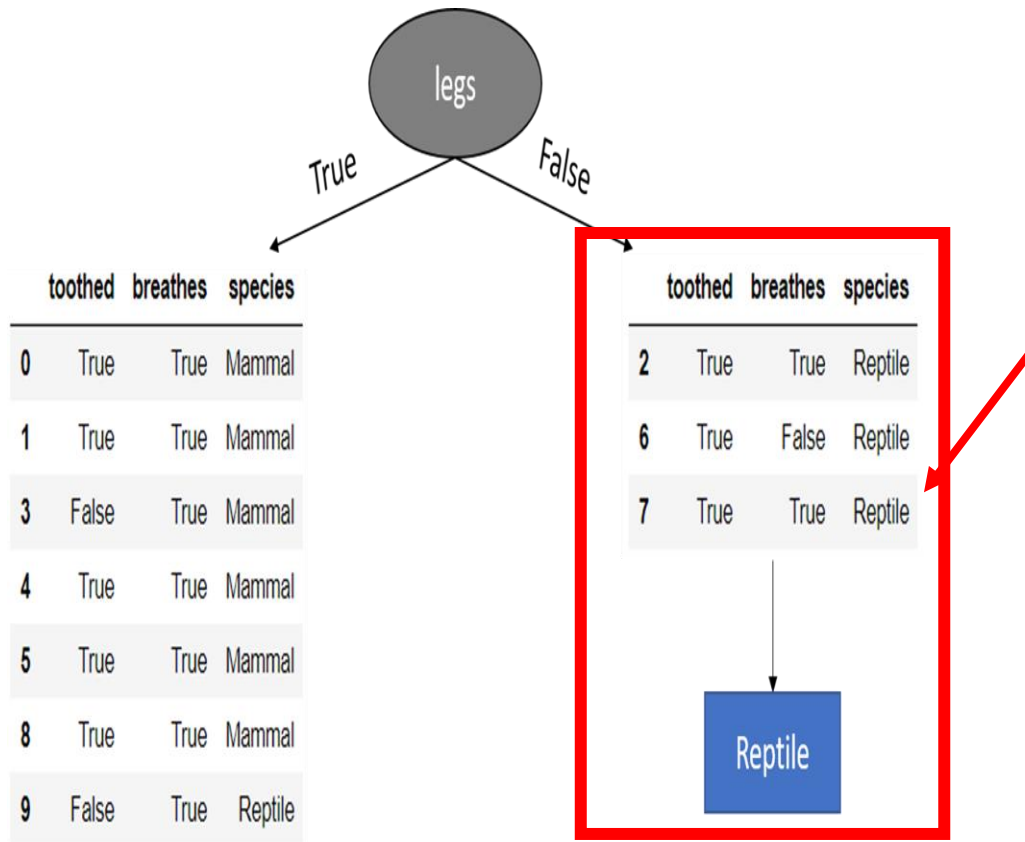 legs
True
False
toothed breathes species
0 True True Mammal
1 True True Mammal
3 False True Mammal
4 True True Mammal
5 True True Mammal
8 True True Mammal
9 False True Reptile
toothed breathes species
2 True True Reptile
6 True False Reptile
7 True True Reptile
Reptile